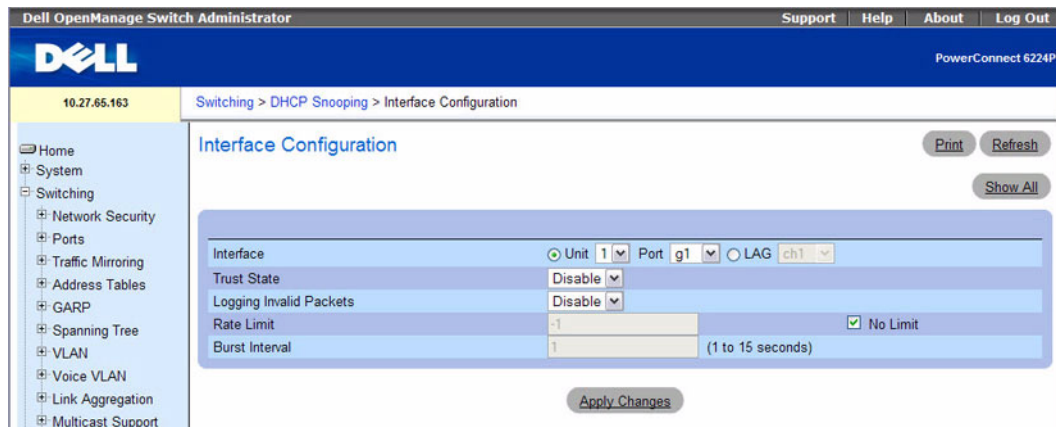 Dell OpenManage Switch Administrator Support Help About Log Out
DELL
PowerConnect 6224P
10.27.65.163
Switching > DHCP Snooping > Interface Configuration
Home
System
Switching
Network Security
Ports
Traffic Mirroring
Address Tables
GARP
Spanning Tree
VLAN
Voice VLAN
Link Aggregation
Multicast Support
Interface Configuration
Print Refresh
Show All
Interface Unit 1 Port g1 LAG ch1
Trust State Disable
Logging Invalid Packets Disable
Rate Limit -1 No Limit
Burst Interval 1 (1 to 15 seconds)
Apply Changes